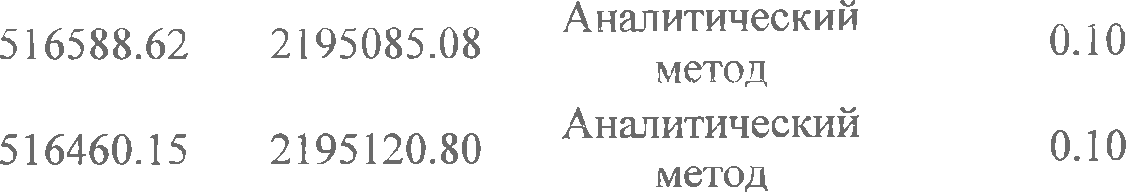 516588.62 2195085.08 Аналитический метод 0.10
516460.15 2195120.80 Аналитический метод 0.10